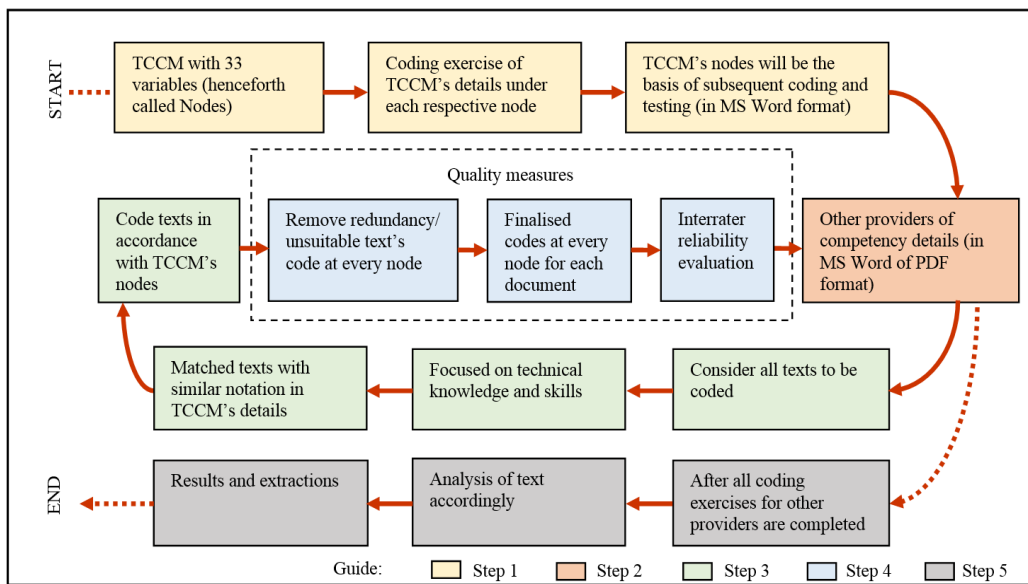 START
TCCM with 33
variables (henceforth
called Nodes)
Coding exercise of
TCCM's details under
each respective node
TCCM's nodes will be the
basis of subsequent coding and
testing (in MS Word format)
Quality measures
Code texts in
accordance
with TCCM's
nodes
Remove redundancy/
unsuitable text's
code at every node
Finalised
codes at every
node for each
document
Interrater
reliability
evaluation
Other providers of
competency details (in
MS Word of PDF
format)
Matched texts with
similar notation in
TCCM's details
Focused on technical
knowledge and skills
Consider all texts to be
coded
END
Results and extractions
Analysis of text
accordingly
After all coding
exercises for other
providers are completed
Guide:
Step 1
Step 2
Step 3
Step 4
Step 5